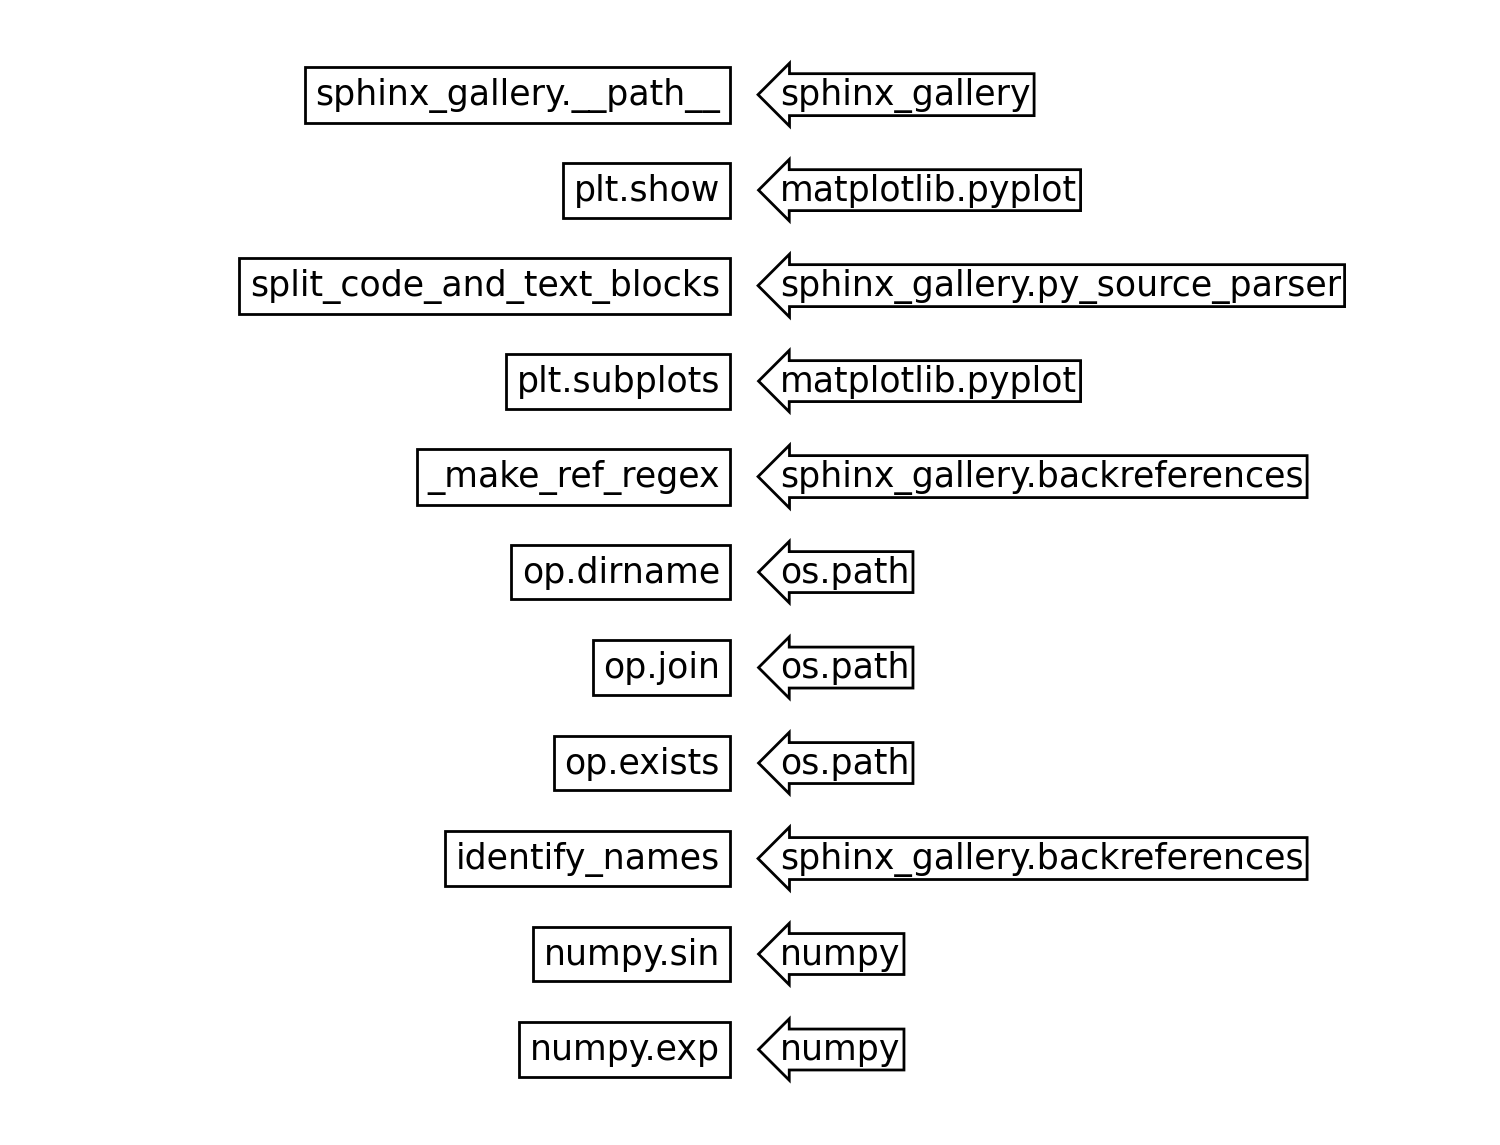 sphinx_gallery.__path__ sphinx_gallery
plt.show matplotlib.pyplot
split_code_and_text_blocks sphinx_gallery.py_source_parser
plt.subplots matplotlib.pyplot
_make_ref_regex sphinx_gallery.backreferences
op.dirname os.path
op.join os.path
op.exists os.path
identify_names sphinx_gallery.backreferences
numpy.sin numpy
numpy.exp numpy